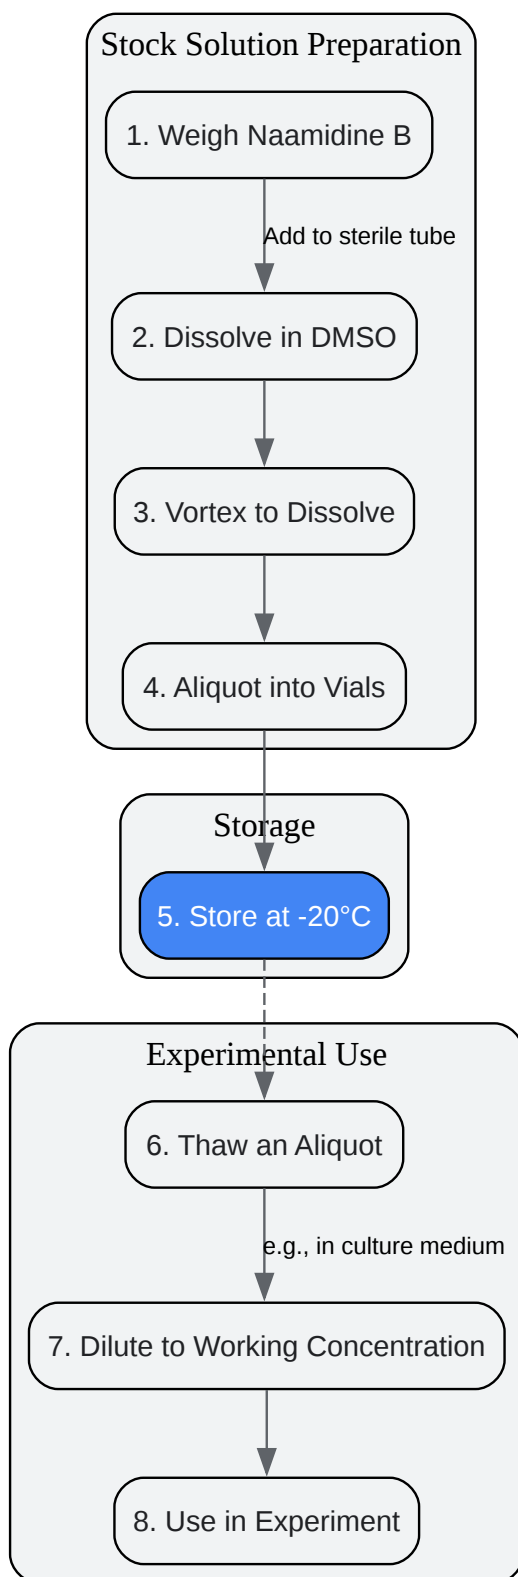 Stock Solution Preparation
1. Weigh Naamidine B
Add to sterile tube
2. Dissolve in DMSO
3. Vortex to Dissolve
4. Aliquot into Vials
Storage
5. Store at -20°C
Experimental Use
6. Thaw an Aliquot
e.g., in culture medium
7. Dilute to Working Concentration
8. Use in Experiment